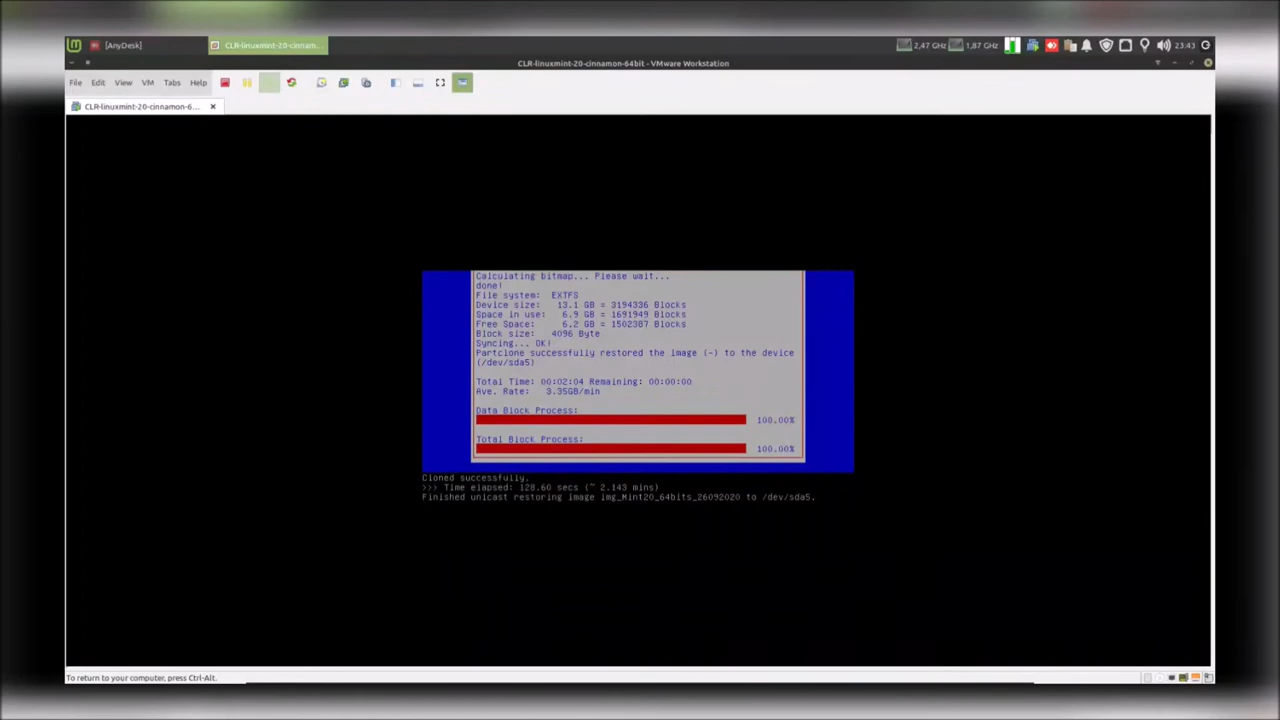 [AnyDesk]
CLR-linuxmint-20-cinnam...
2,47 GHz
1,87 GHz
23:43
CLR-linuxmint-20-cinnamon-64bit - VMware Workstation
File Edit View VM Tabs Help
CLR-linuxmint-20-cinnamon-6...
Calculating bitmap... Please wait...
done!
File system: EXTFS
Device size: 13.1 GB = 3194336 Blocks
Space in use: 6.9 GB = 1691949 Blocks
Free Space: 6.2 GB = 1502387 Blocks
Block size: 4096 Byte
Syncing... OK!
Partclone successfully restored the image (-) to the device
(/dev/sda5)
Total Time: 00:02:04 Remaining: 00:00:00
Ave. Rate: 3.35GB/min
Data Block Process:
100.00%
Total Block Process:
100.00%
Cloned successfully.
>>> Time elapsed: 128.60 secs (~ 2.143 mins)
Finished unicast restoring image img_Mint20_64bits_26092020 to /dev/sda5.
To return to your computer, press Ctrl-Alt.